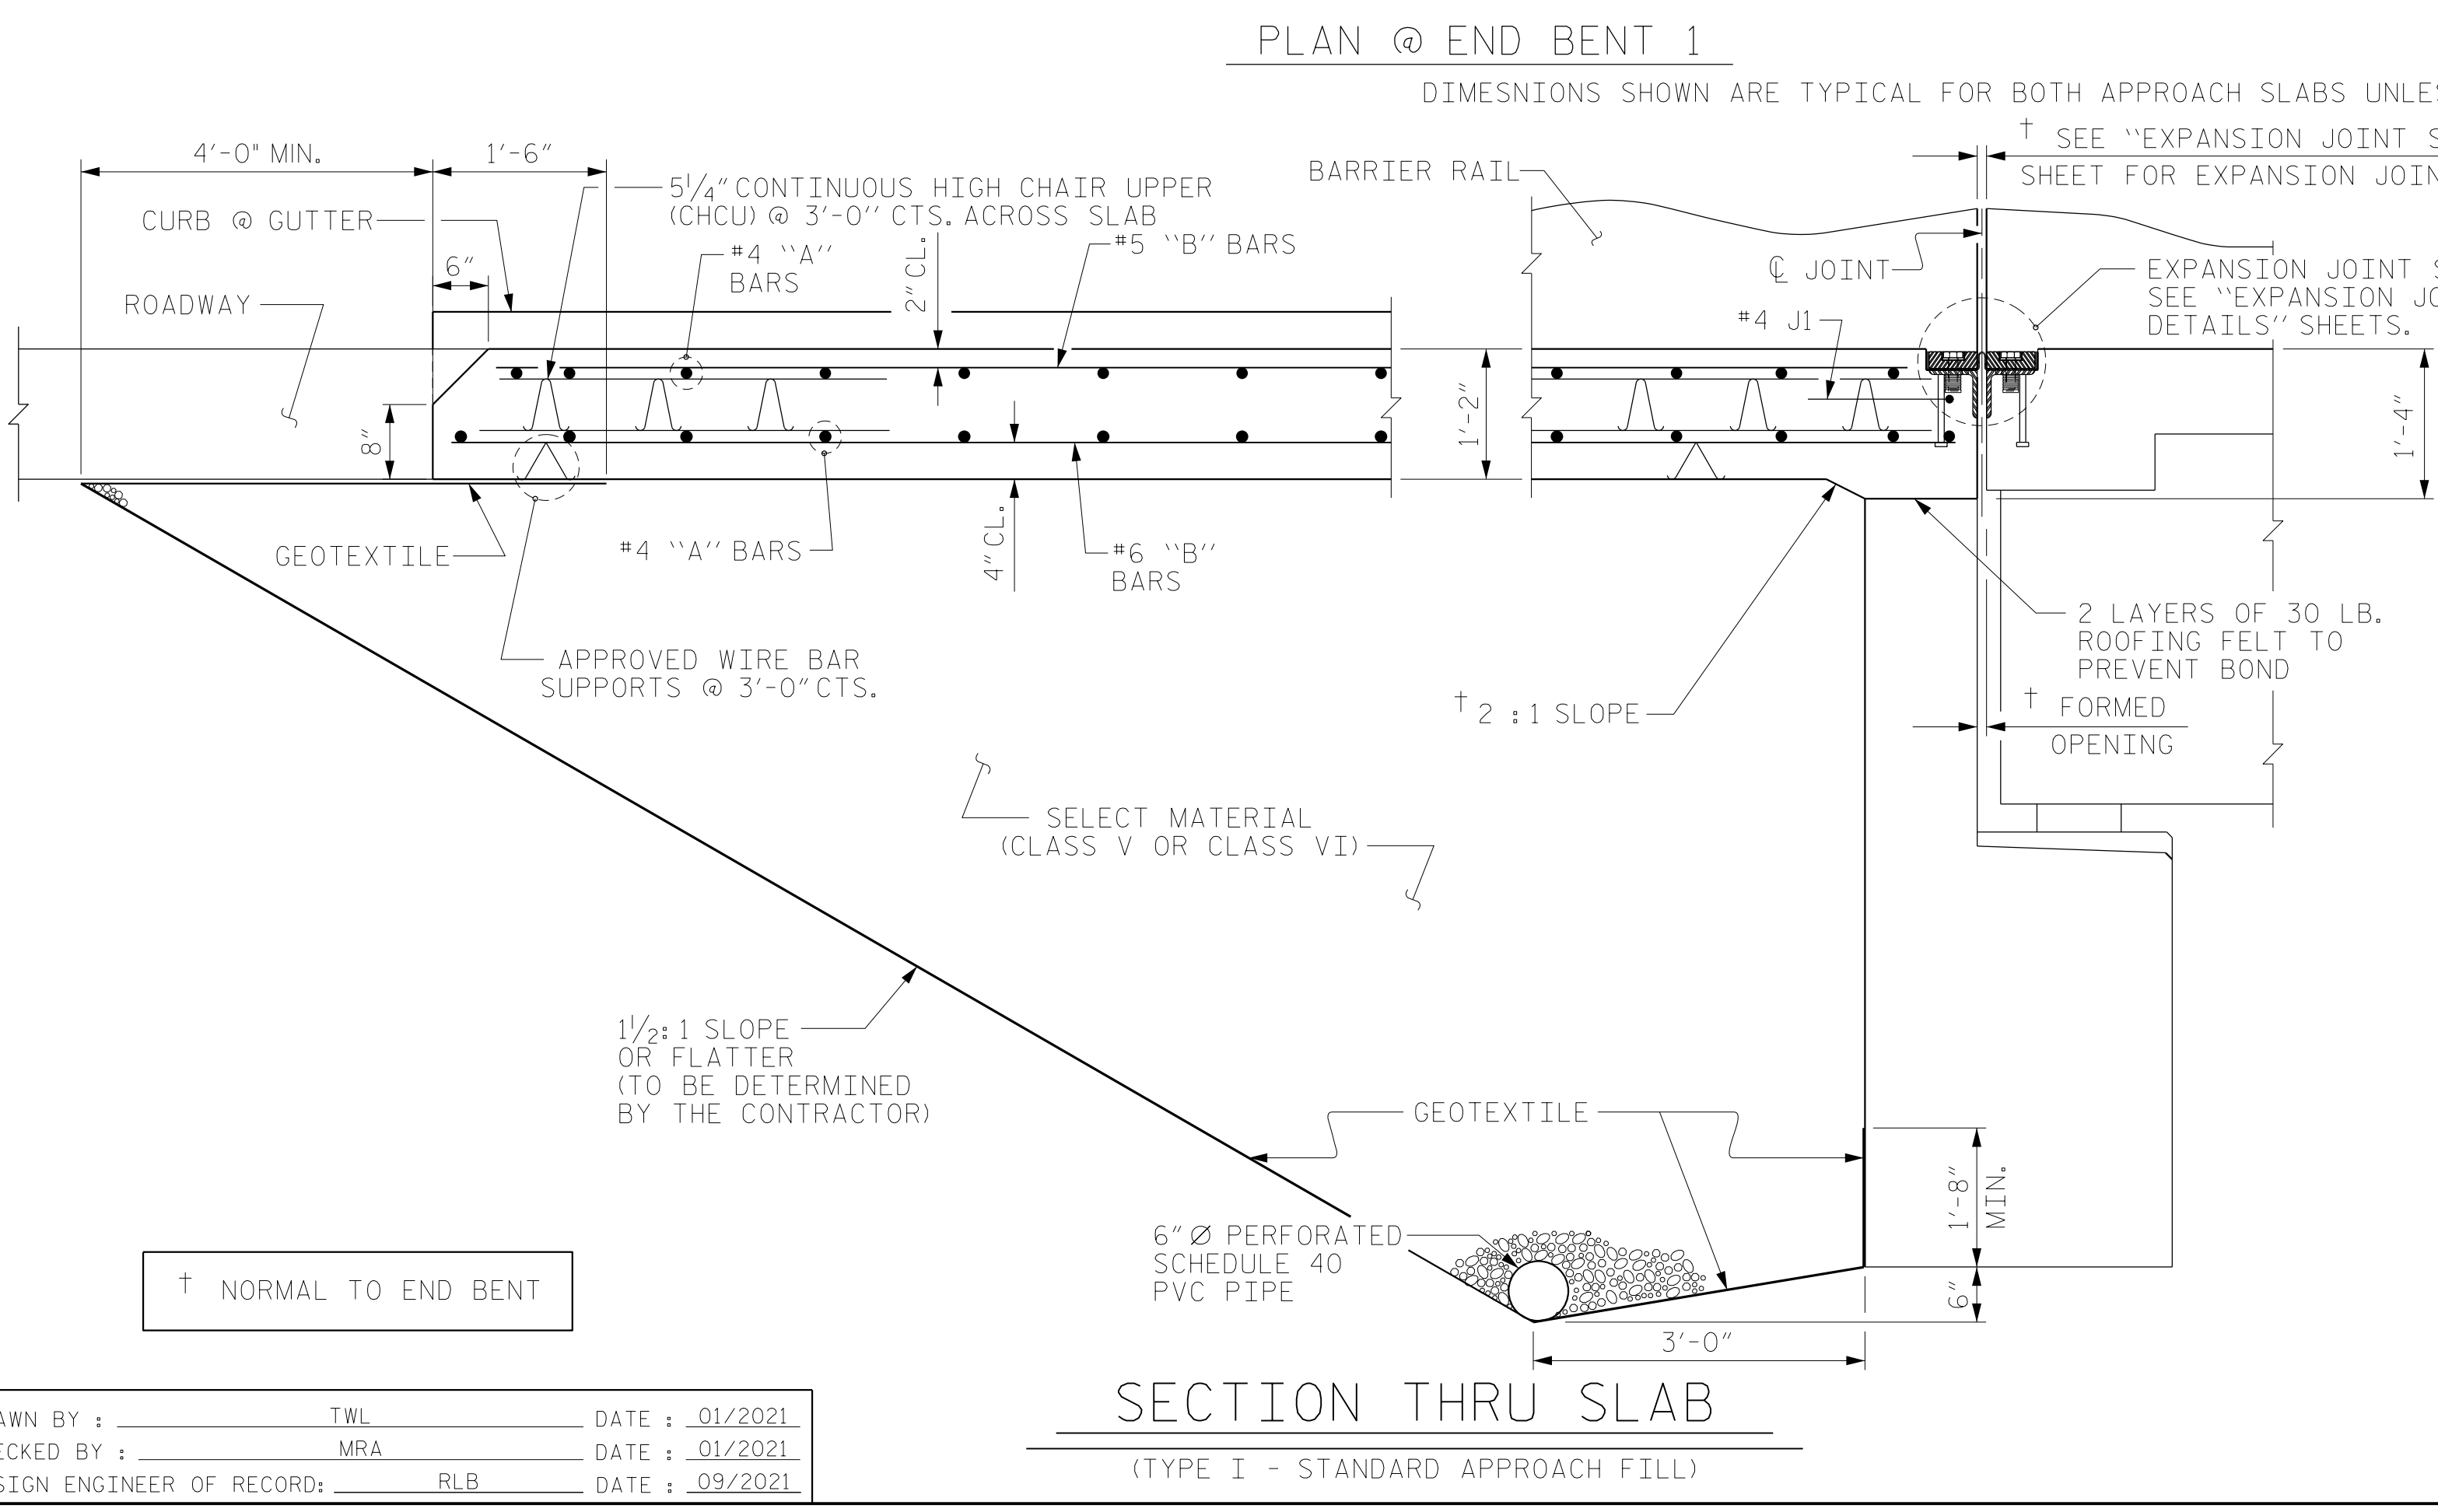 PLAN @ END BENT 1
DIMESNIONS SHOWN ARE TYPICAL FOR BOTH APPROACH SLABS
† SEE ‶EXPANSION JOINT
SHEET FOR EXPANSION
4′-0" MIN.
1′-6″
BARRIER RAIL
5 1/4″ CONTINUOUS HIGH CHAIR UPPER
(CHCU) @ 3′-0″ CTS. ACROSS SLAB
CURB @ GUTTER
#4 ‶A″
BARS
2″ CL.
#5 ‶B″ BARS
6″
ROADWAY
℄ JOINT
EXPANSION JOINT
SEE ‶EXPANSION
DETAILS″ SHEETS.
#4 J1
8″
1′-2″
1′-4″
GEOTEXTILE
#4 ‶A″ BARS
4″ CL.
#6 ‶B″
BARS
2 LAYERS OF 30 LB.
ROOFING FELT TO
PREVENT BOND
APPROVED WIRE BAR
SUPPORTS @ 3′-0″ CTS.
† 2 : 1 SLOPE
† FORMED
OPENING
SELECT MATERIAL
(CLASS V OR CLASS VI)
1 1/2 : 1 SLOPE
OR FLATTER
(TO BE DETERMINED
BY THE CONTRACTOR)
GEOTEXTILE
1′-8″
MIN.
6″ Ø PERFORATED
SCHEDULE 40
PVC PIPE
6″
3′-0″
† NORMAL TO END BENT
SECTION THRU SLAB
(TYPE I - STANDARD APPROACH FILL)
BY : TWL DATE : 01/2021
BY : MRA DATE : 01/2021
ENGINEER OF RECORD: RLB DATE : 09/2021